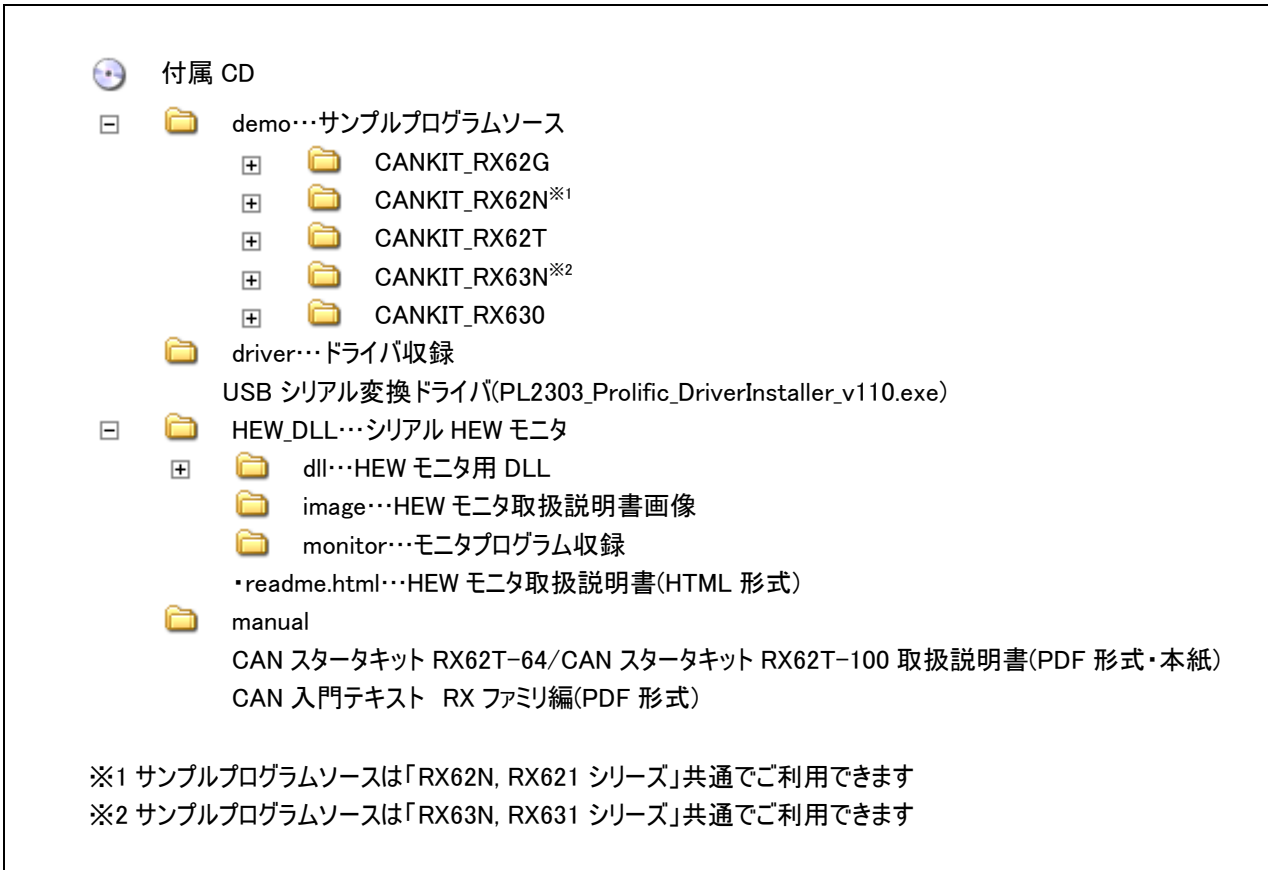 付属 CD
demo…サンプルプログラムソース
CANKIT_RX62G
CANKIT_RX62N※1
CANKIT_RX62T
CANKIT_RX63N※2
CANKIT_RX630
driver…ドライバ収録
USB シリアル変換ドライバ(PL2303_Prolific_DriverInstaller_v110.exe)
HEW_DLL…シリアル HEW モニタ
dll…HEW モニタ用 DLL
image…HEW モニタ取扱説明書画像
monitor…モニタプログラム収録
・readme.html…HEW モニタ取扱説明書(HTML 形式)
manual
CAN スタータキット RX62T-64/CAN スタータキット RX62T-100 取扱説明書(PDF 形式・本紙)
CAN 入門テキスト RX ファミリ編(PDF 形式)
※1 サンプルプログラムソースは「RX62N, RX621 シリーズ」共通でご利用できます
※2 サンプルプログラムソースは「RX63N, RX631 シリーズ」共通でご利用できます